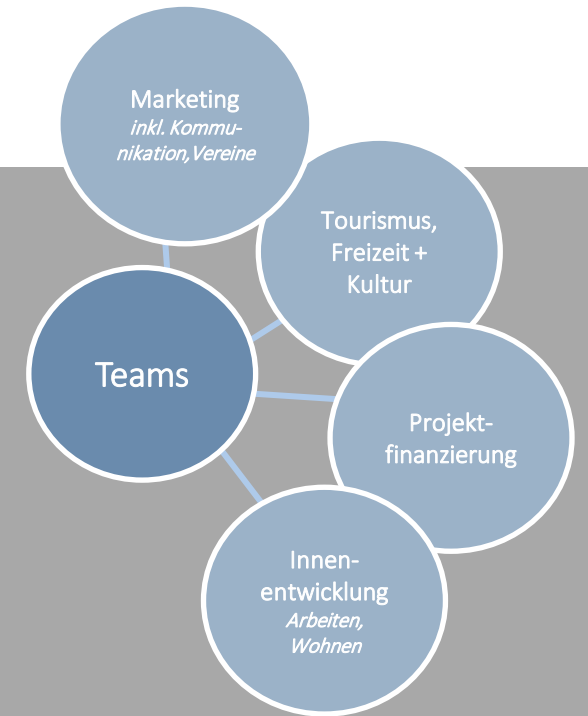 Marketing
inkl. Kommu-
nikation,Vereine
Tourismus,
Freizeit +
Kultur
Teams
Projekt-
finanzierung
Innen-
entwicklung
Arbeiten,
Wohnen